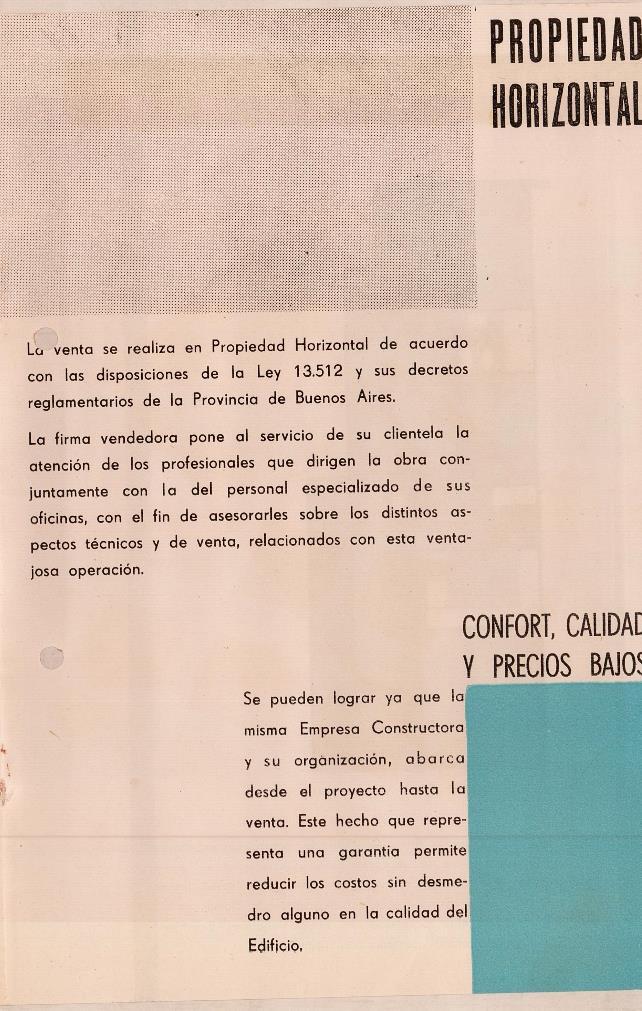 PROPIEDAD
HORIZONTAL
La venta se realiza en Propiedad Horizontal de acuerdo
con las disposiciones de la Ley 13.512 y sus decretos
reglamentarios de la Provincia de Buenos Aires.
La firma vendedora pone al servicio de su clientela la
atención de los profesionales que dirigen la obra con-
juntamente con la del personal especializado de sus
oficinas, con el fin de asesorarles sobre los distintos as-
pectos técnicos y de venta, relacionados con esta venta-
josa operación.
CONFORT, CALIDAD
Y PRECIOS BAJOS
Se pueden lograr ya que la
misma Empresa Constructora
y su organización, abarca
desde el proyecto hasta la
venta. Este hecho que repre-
senta una garantía permite
reducir los costos sin desme-
dro alguno en la calidad del
Edificio.